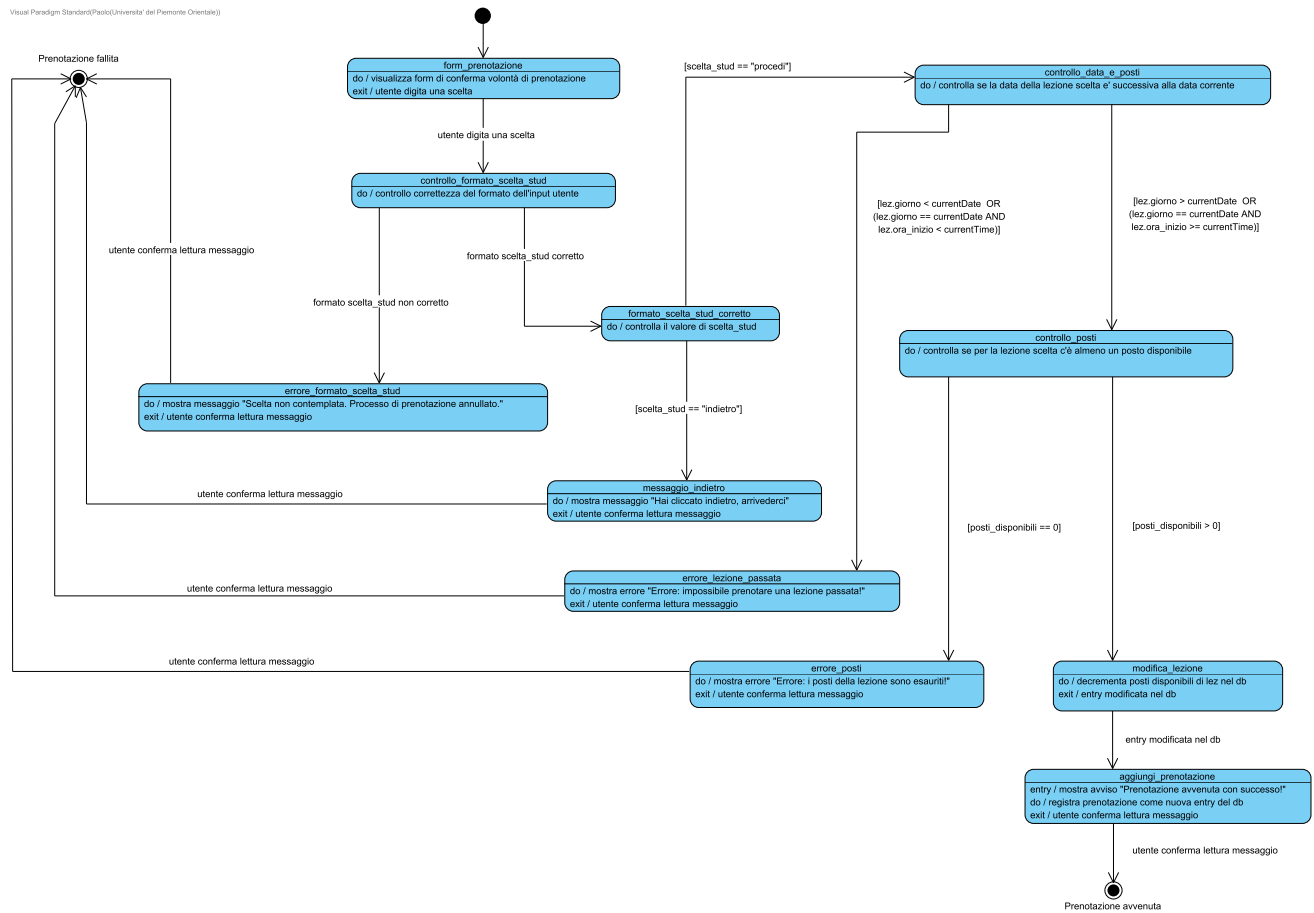 Visual Paradigm Standard(Paolo(Universita' del Piemonte Orientale))
Prenotazione fallita
form_prenotazione
do / visualizza form di conferma volontà di prenotazione
exit / utente digita una scelta
[scelta_stud == "procedi"]
controllo_data_e_posti
do / controlla se la data della lezione scelta e' successiva alla data corrente
utente digita una scelta
controllo_formato_scelta_stud
do / controllo correttezza del formato dell'input utente
[lez.giorno < currentDate OR
(lez.giorno == currentDate AND
lez.ora_inizio < currentTime)]
[lez.giorno > currentDate OR
(lez.giorno == currentDate AND
lez.ora_inizio >= currentTime)]
utente conferma lettura messaggio
formato scelta_stud corretto
formato scelta_stud non corretto
formato_scelta_stud_corretto
do / controlla il valore di scelta_stud
controllo_posti
do / controlla se per la lezione scelta c'è almeno un posto disponibile
errore_formato_scelta_stud
do / mostra messaggio "Scelta non contemplata. Processo di prenotazione annullato."
exit / utente conferma lettura messaggio
[scelta_stud == "indietro"]
utente conferma lettura messaggio
messaggio_indietro
do / mostra messaggio "Hai cliccato indietro, arrivederci"
exit / utente conferma lettura messaggio
[posti_disponibili == 0]
[posti_disponibili > 0]
utente conferma lettura messaggio
errore_lezione_passata
do / mostra errore "Errore: impossibile prenotare una lezione passata!"
exit / utente conferma lettura messaggio
utente conferma lettura messaggio
errore_posti
do / mostra errore "Errore: i posti della lezione sono esauriti!"
exit / utente conferma lettura messaggio
modifica_lezione
do / decrementa posti disponibili di lez nel db
exit / entry modificata nel db
entry modificata nel db
aggiungi_prenotazione
entry / mostra avviso "Prenotazione avvenuta con successo!"
do / registra prenotazione come nuova entry del db
exit / utente conferma lettura messaggio
utente conferma lettura messaggio
Prenotazione avvenuta